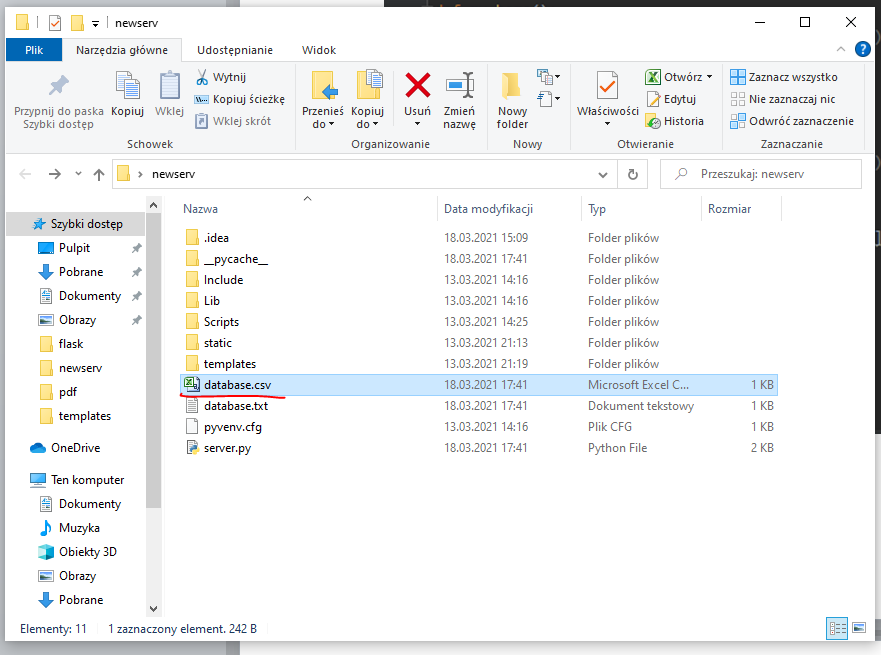 newserv
Plik Narzędzia główne Udostępnianie Widok
Przypnij do paska Szybki dostęp
Kopiuj
Wklej
Wytnij
Kopiuj ścieżkę
Wklej skrót
Schowek
Przenieś do
Kopiuj do
Usuń
Zmień nazwę
Organizowanie
Nowy folder
Nowy
Właściwości
Otwórz
Edytuj
Historia
Otwieranie
Zaznacz wszystko
Nie zaznaczaj nic
Odwróć zaznaczenie
Zaznaczanie
newserv
Przeszukaj: newserv
Szybki dostęp
Pulpit
Pobrane
Dokumenty
Obrazy
flask
newserv
pdf
templates
OneDrive
Ten komputer
Dokumenty
Muzyka
Obiekty 3D
Obrazy
Pobrane
Nazwa Data modyfikacji Typ Rozmiar
.idea 18.03.2021 15:09 Folder plików
__pycache__ 18.03.2021 17:41 Folder plików
Include 13.03.2021 14:16 Folder plików
Lib 13.03.2021 14:16 Folder plików
Scripts 13.03.2021 14:25 Folder plików
static 13.03.2021 21:13 Folder plików
templates 13.03.2021 21:19 Folder plików
database.csv 18.03.2021 17:41 Microsoft Excel C... 1 KB
database.txt 18.03.2021 17:41 Dokument tekstowy 1 KB
pyvenv.cfg 13.03.2021 14:16 Plik CFG 1 KB
server.py 18.03.2021 17:41 Python File 2 KB
Elementy: 11 1 zaznaczony element. 242 B